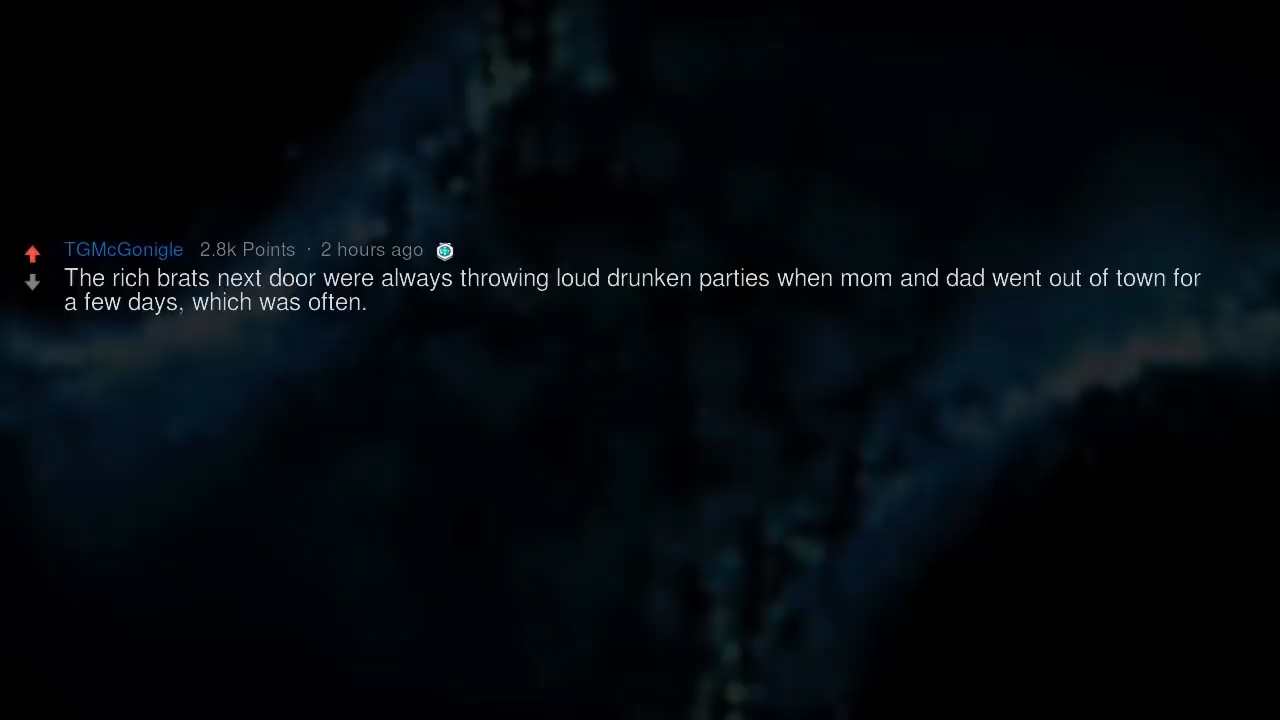 TGMcGonigle 2.8k Points · 2 hours ago
The rich brats next door were always throwing loud drunken parties when mom and dad went out of town for
a few days, which was often.